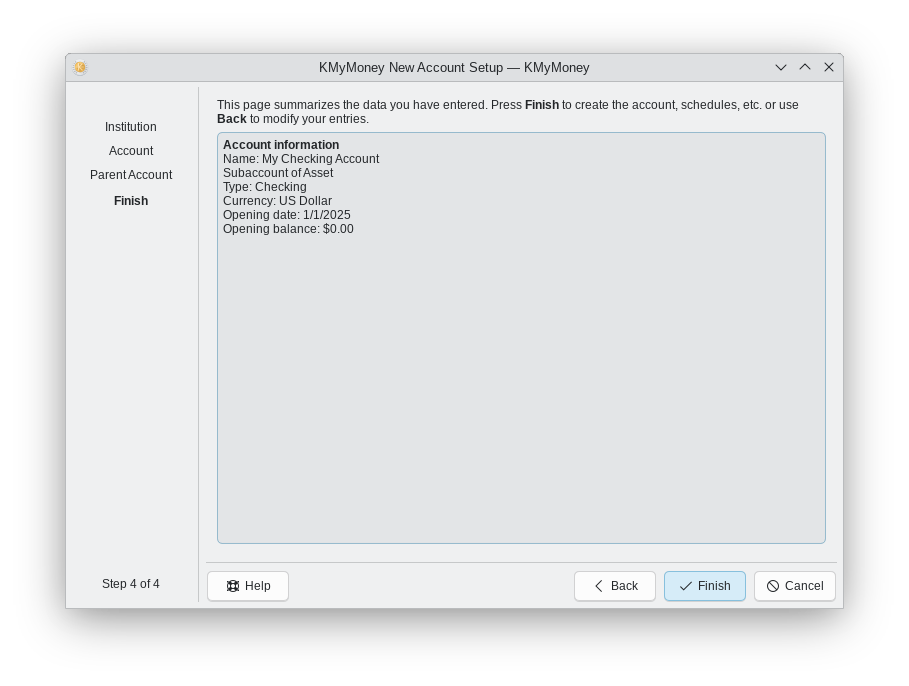 KMyMoney New Account Setup — KMyMoney
Institution
Account
Parent Account
Finish
Step 4 of 4
This page summarizes the data you have entered. Press Finish to create the account, schedules, etc. or use
Back to modify your entries.
Account information
Name: My Checking Account
Subaccount of Asset
Type: Checking
Currency: US Dollar
Opening date: 1/1/2025
Opening balance: $0.00
Help
Back
Finish
Cancel